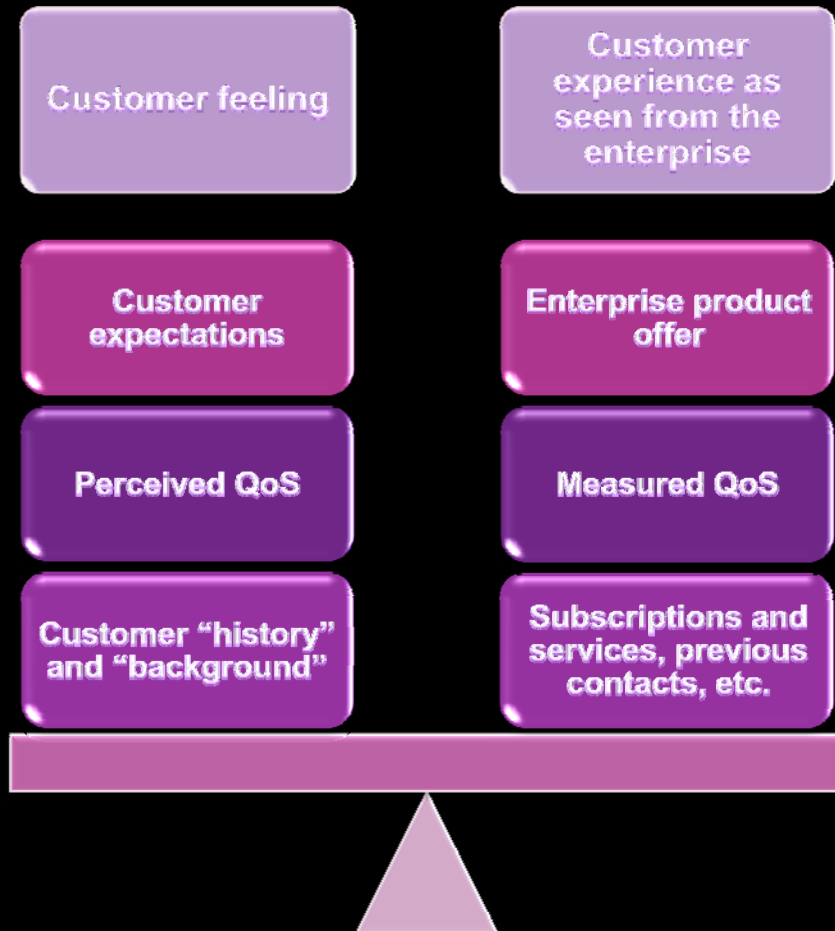 Customer feeling
Customer
experience as
seen from the
enterprise
Customer
expectations
Enterprise product
offer
Perceived QoS
Measured QoS
Customer “history”
and “background”
Subscriptions and
services, previous
contacts, etc.